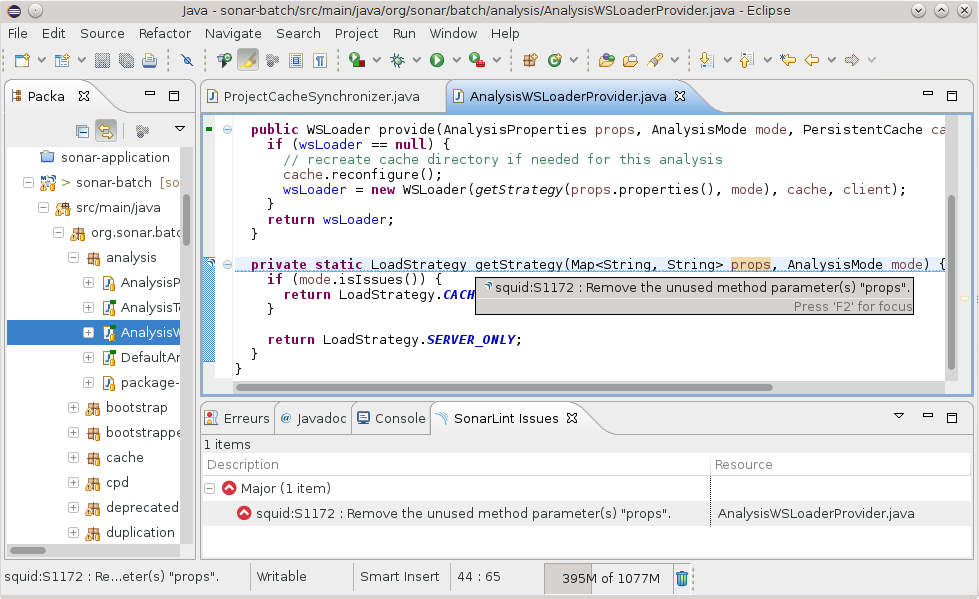 Java - sonar-batch/src/main/java/org/sonar/batch/analysis/AnalysisWSLoaderProvider.java - Eclipse
File Edit Source Refactor Navigate Search Project Run Window Help
Packa
sonar-application
> sonar-batch [so
src/main/java
org.sonar.batc
analysis
AnalysisP
AnalysisTe
AnalysisW
DefaultAn
package-
bootstrap
bootstrappe
cache
cpd
deprecated
duplication
ProjectCacheSynchronizer.java AnalysisWSLoaderProvider.java
public WSLoader provide(AnalysisProperties props, AnalysisMode mode, PersistentCache ca
if (wsLoader == null) {
// recreate cache directory if needed for this analysis
cache.reconfigure();
wsLoader = new WSLoader(getStrategy(props.properties(), mode), cache, client);
}
return wsLoader;
}
private static LoadStrategy getStrategy(Map<String, String> props, AnalysisMode mode) {
if (mode.isIssues()) {
return LoadStrategy.CACH
}
return LoadStrategy.SERVER_ONLY;
}
}
squid:S1172 : Remove the unused method parameter(s) "props".
Press 'F2' for focus
Erreurs @ Javadoc Console SonarLint Issues
1 items
Description Resource
Major (1 item)
squid:S1172 : Remove the unused method parameter(s) "props". AnalysisWSLoaderProvider.java
squid:S1172 : Re...eter(s) "props". Writable Smart Insert 44 : 65 395M of 1077M